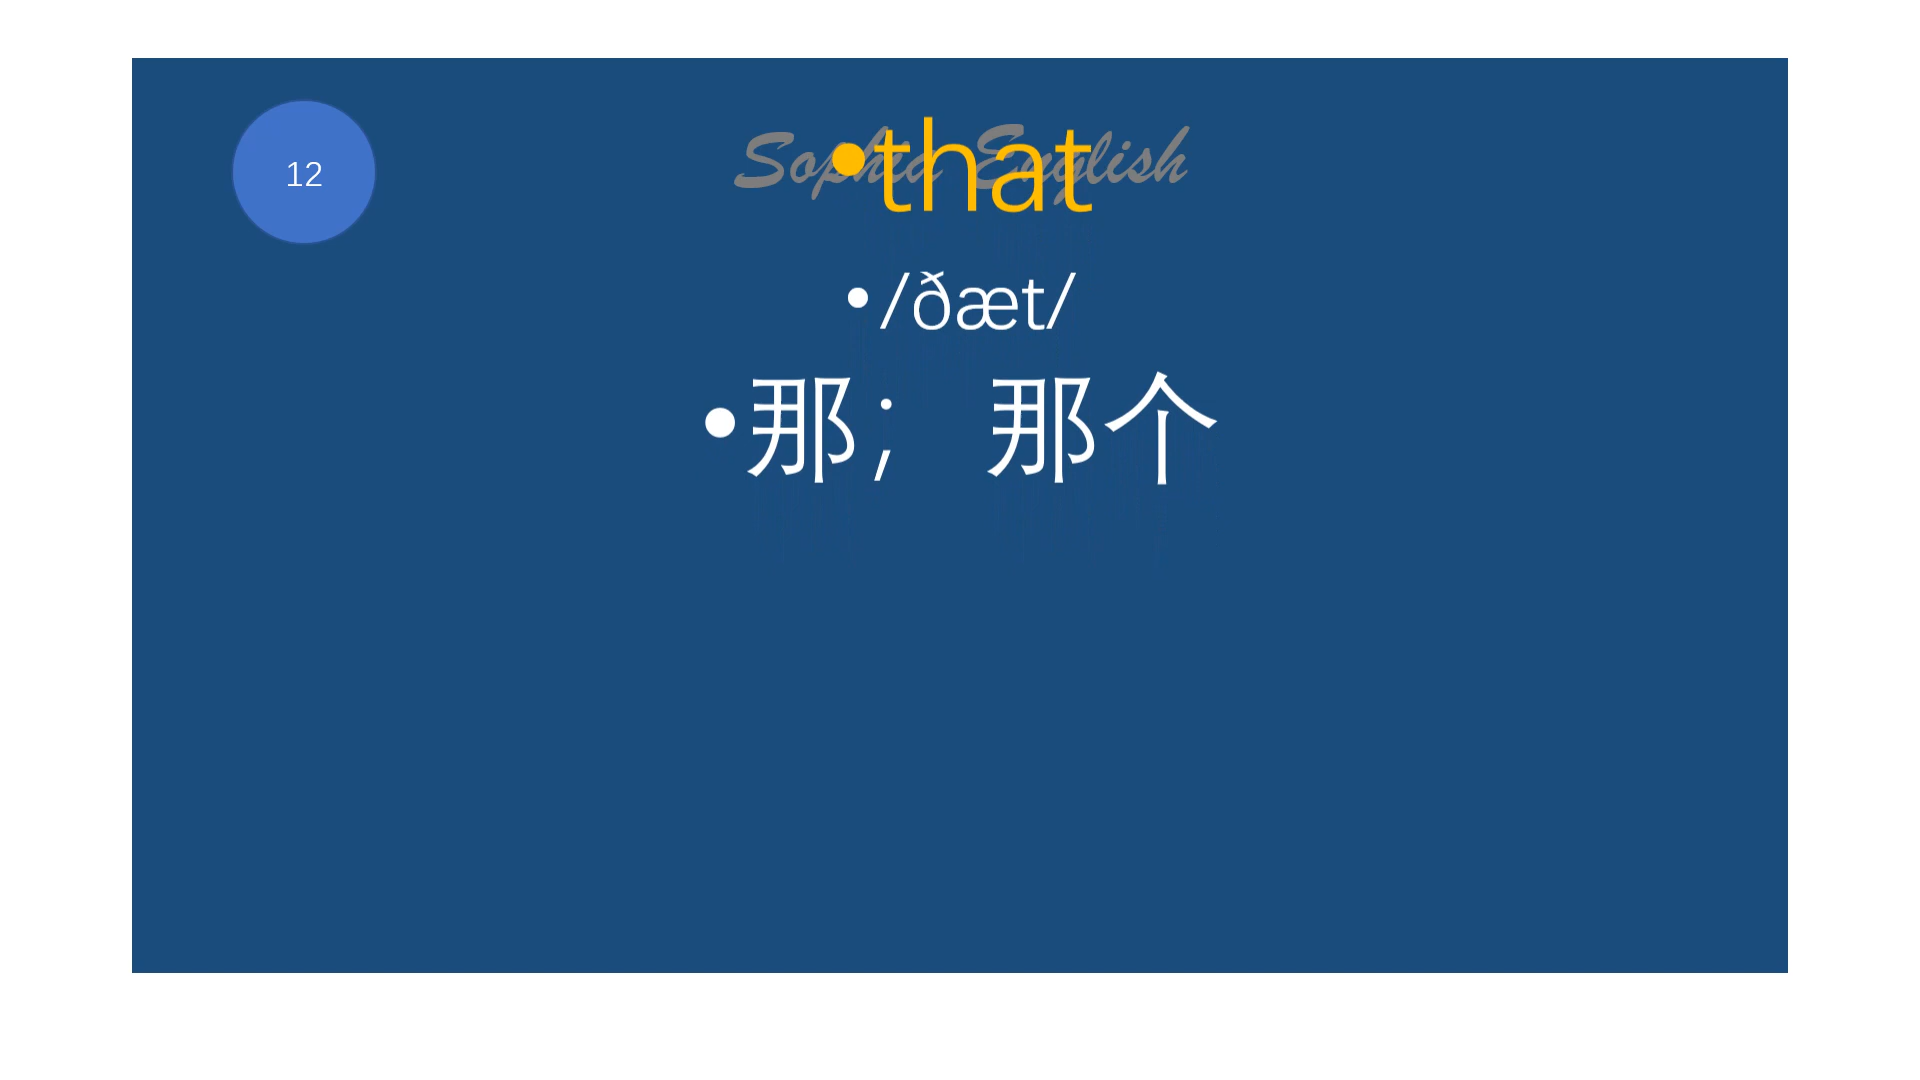 12
Sophia English
•that
•/ðæt/
•那；那个